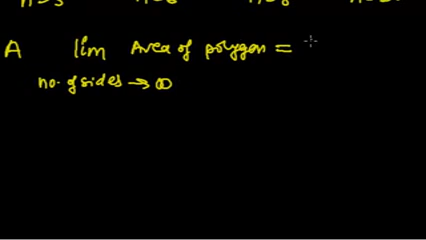 A lim Area of polygon =
no. of sides → ∞